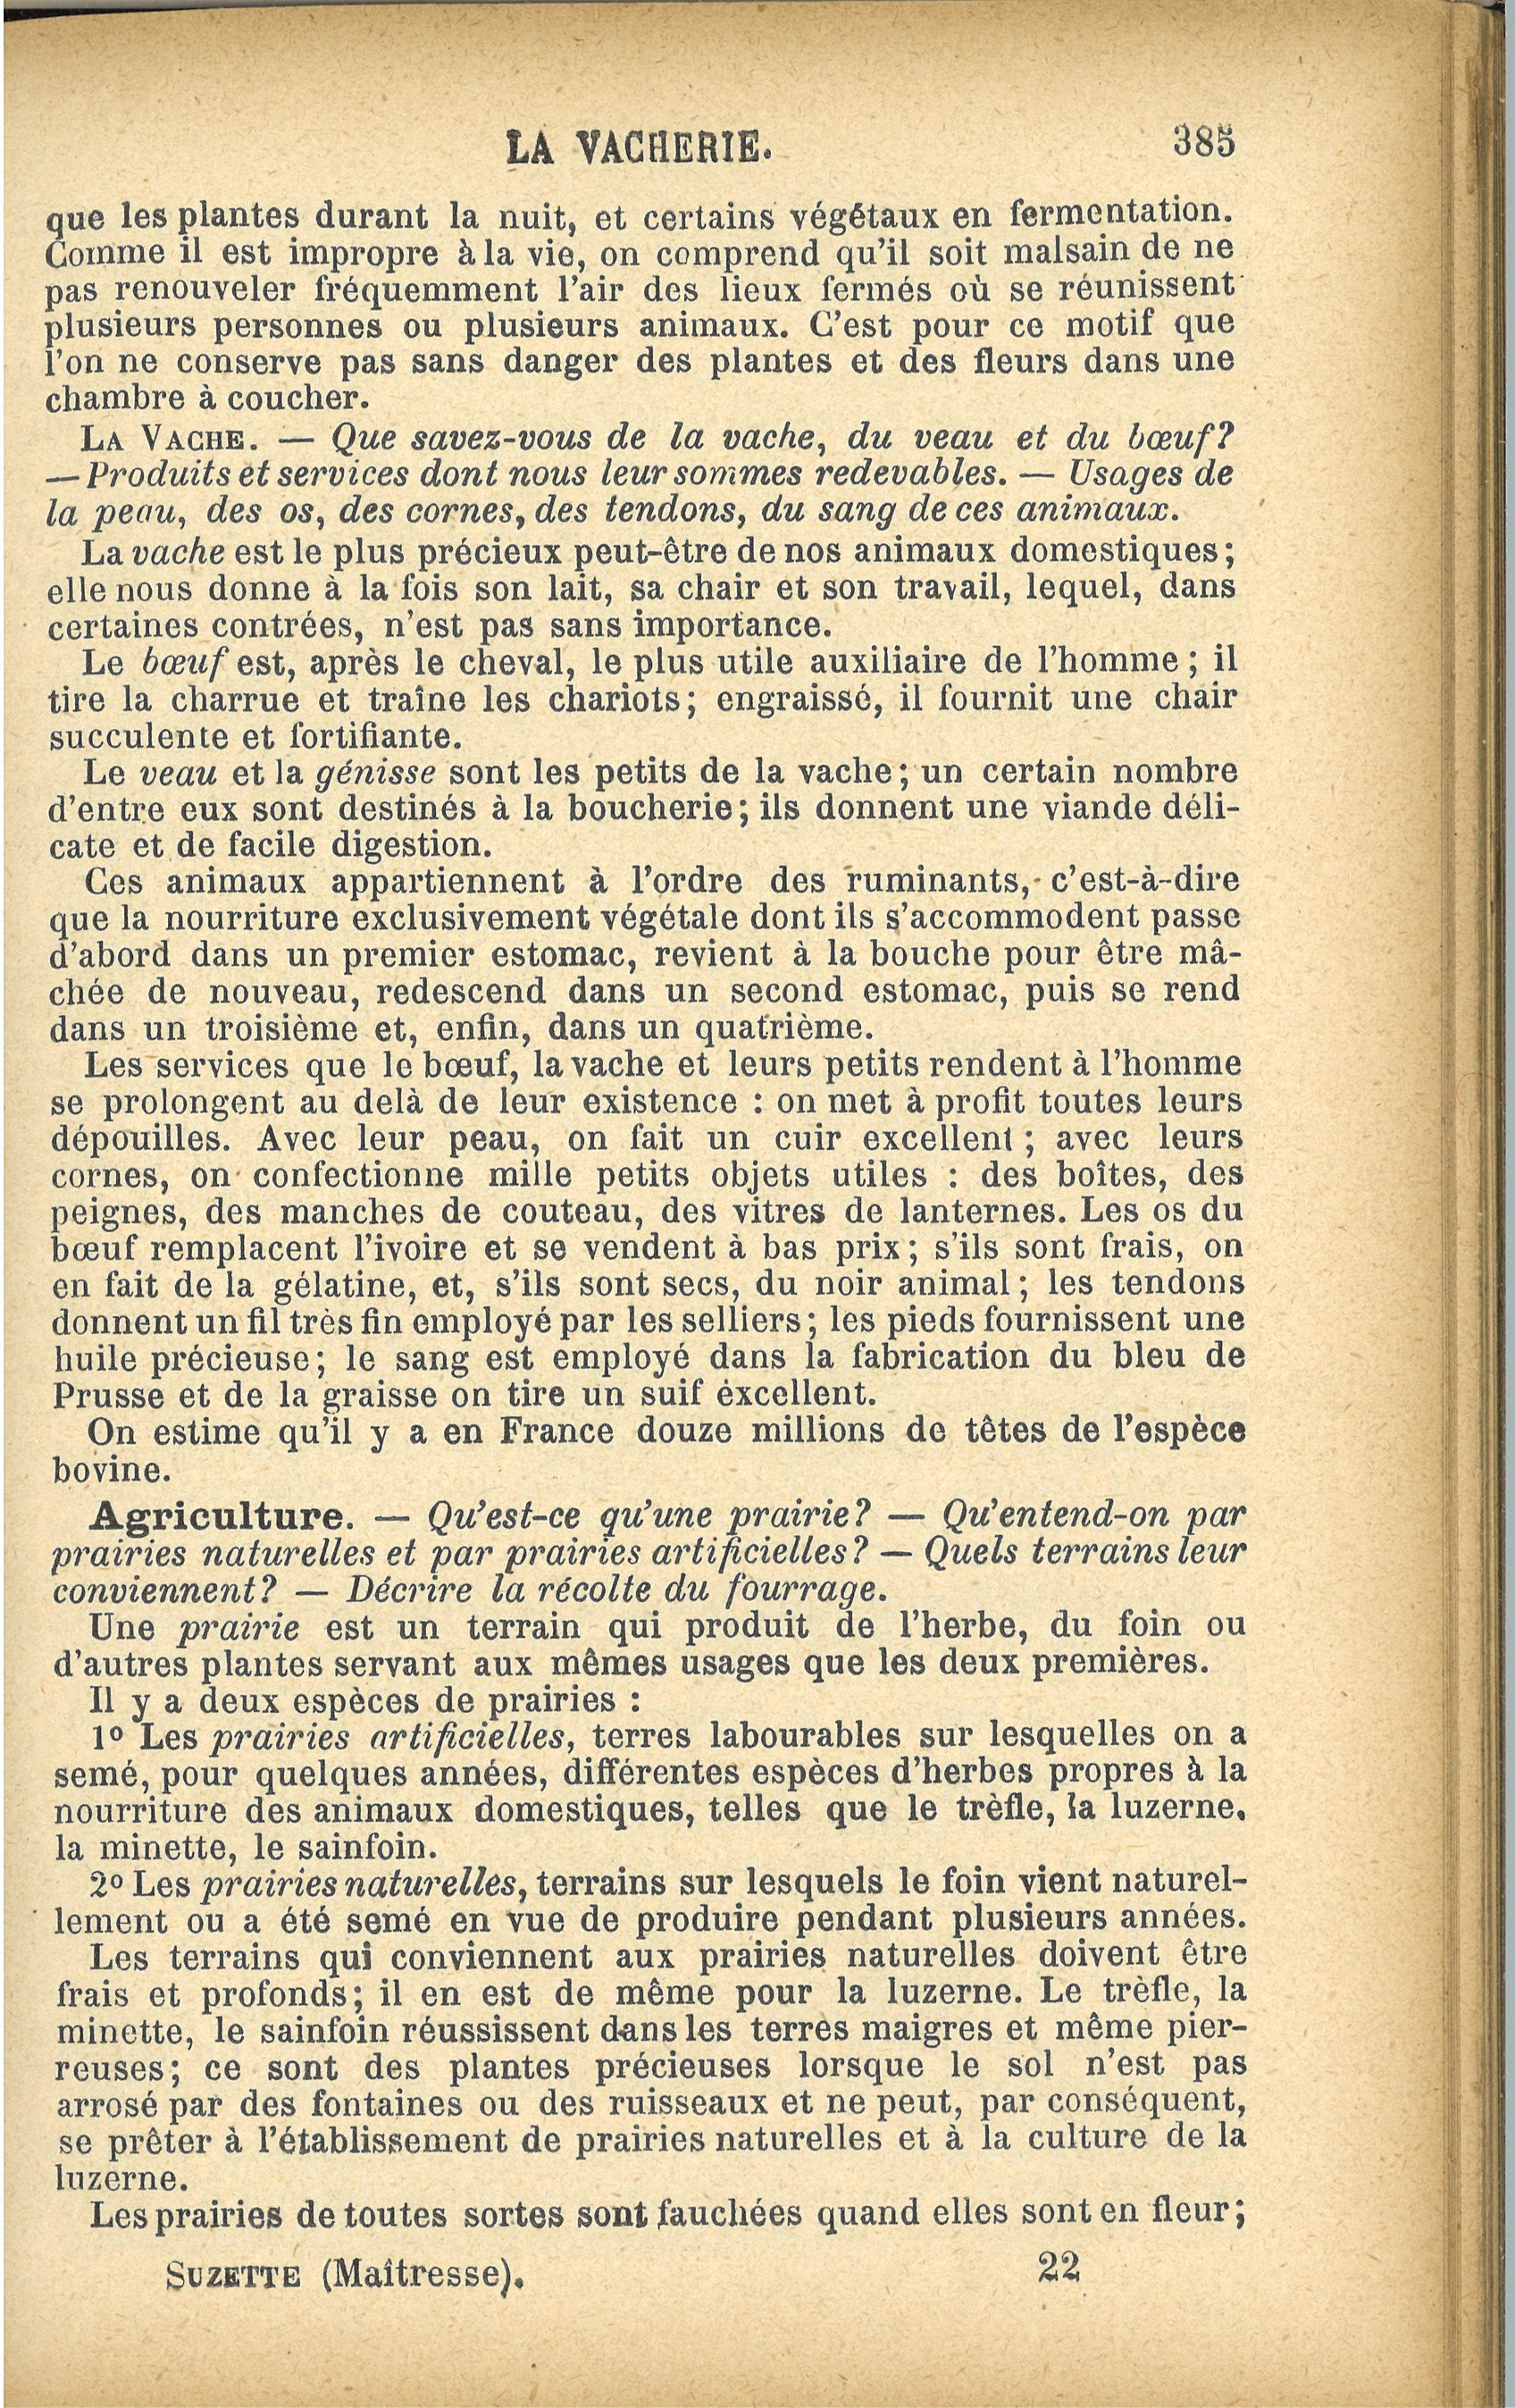 LA VACHERIE. 385
que les plantes durant la nuit, et certains végétaux en fermentation.
Comme il est impropre à la vie, on comprend qu'il soit malsain de ne
pas renouveler fréquemment l'air des lieux fermés où se réunissent
plusieurs personnes ou plusieurs animaux. C'est pour ce motif que
l'on ne conserve pas sans danger des plantes et des fleurs dans une
chambre à coucher.
LA VACHE. — Que savez-vous de la vache, du veau et du bœuf?
— Produits et services dont nous leur sommes redevables. — Usages de
la peau, des os, des cornes, des tendons, du sang de ces animaux.
La vache est le plus précieux peut-être de nos animaux domestiques;
elle nous donne à la fois son lait, sa chair et son travail, lequel, dans
certaines contrées, n'est pas sans importance.
Le bœuf est, après le cheval, le plus utile auxiliaire de l'homme; il
tire la charrue et traîne les chariots; engraissé, il fournit une chair
succulente et fortifiante.
Le veau et la génisse sont les petits de la vache; un certain nombre
d'entre eux sont destinés à la boucherie; ils donnent une viande déli-
cate et de facile digestion.
Ces animaux appartiennent à l'ordre des ruminants, c'est-à-dire
que la nourriture exclusivement végétale dont ils s'accommodent passe
d'abord dans un premier estomac, revient à la bouche pour être mâ-
chée de nouveau, redescend dans un second estomac, puis se rend
dans un troisième et, enfin, dans un quatrième.
Les services que le bœuf, la vache et leurs petits rendent à l'homme
se prolongent au delà de leur existence : on met à profit toutes leurs
dépouilles. Avec leur peau, on fait un cuir excellent; avec leurs
cornes, on confectionne mille petits objets utiles : des boîtes, des
peignes, des manches de couteau, des vitres de lanternes. Les os du
bœuf remplacent l'ivoire et se vendent à bas prix; s'ils sont frais, on
en fait de la gélatine, et, s'ils sont secs, du noir animal; les tendons
donnent un fil très fin employé par les selliers; les pieds fournissent une
huile précieuse; le sang est employé dans la fabrication du bleu de
Prusse et de la graisse on tire un suif excellent.
On estime qu'il y a en France douze millions de têtes de l'espèce
bovine.
Agriculture. — Qu'est-ce qu'une prairie? — Qu'entend-on par
prairies naturelles et par prairies artificielles? — Quels terrains leur
conviennent? — Décrire la récolte du fourrage.
Une prairie est un terrain qui produit de l'herbe, du foin ou
d'autres plantes servant aux mêmes usages que les deux premières.
Il y a deux espèces de prairies :
1º Les prairies artificielles, terres labourables sur lesquelles on a
semé, pour quelques années, différentes espèces d'herbes propres à la
nourriture des animaux domestiques, telles que le trèfle, la luzerne,
la minette, le sainfoin.
2º Les prairies naturelles, terrains sur lesquels le foin vient naturel-
lement ou a été semé en vue de produire pendant plusieurs années.
Les terrains qui conviennent aux prairies naturelles doivent être
frais et profonds; il en est de même pour la luzerne. Le trèfle, la
minette, le sainfoin réussissent dans les terres maigres et même pier-
reuses; ce sont des plantes précieuses lorsque le sol n'est pas
arrosé par des fontaines ou des ruisseaux et ne peut, par conséquent,
se prêter à l'établissement de prairies naturelles et à la culture de la
luzerne.
Les prairies de toutes sortes sont fauchées quand elles sont en fleur;
SUZETTE (Maîtresse). 22